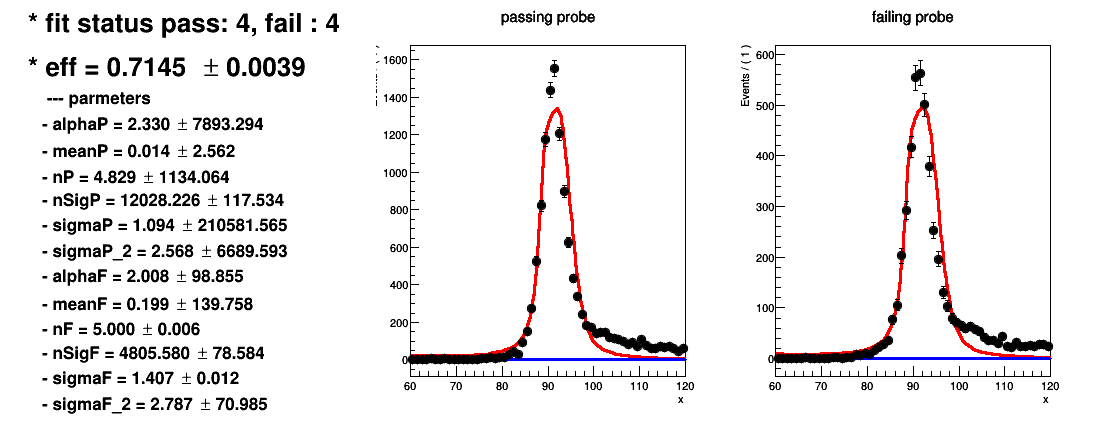 * fit status pass: 4, fail : 4
* eff = 0.7145 ± 0.0039
--- parmeters
- alphaP = 2.330 ± 7893.294
- meanP = 0.014 ± 2.562
- nP = 4.829 ± 1134.064
- nSigP = 12028.226 ± 117.534
- sigmaP = 1.094 ± 210581.565
- sigmaP_2 = 2.568 ± 6689.593
- alphaF = 2.008 ± 98.855
- meanF = 0.199 ± 139.758
- nF = 5.000 ± 0.006
- nSigF = 4805.580 ± 78.584
- sigmaF = 1.407 ± 0.012
- sigmaF_2 = 2.787 ± 70.985
passing probe
1600
1400
1200
1000
800
600
400
200
0
60 70 80 90 100 110 120
x
failing probe
Events / ( 1 )
600
500
400
300
200
100
0
60 70 80 90 100 110 120
x